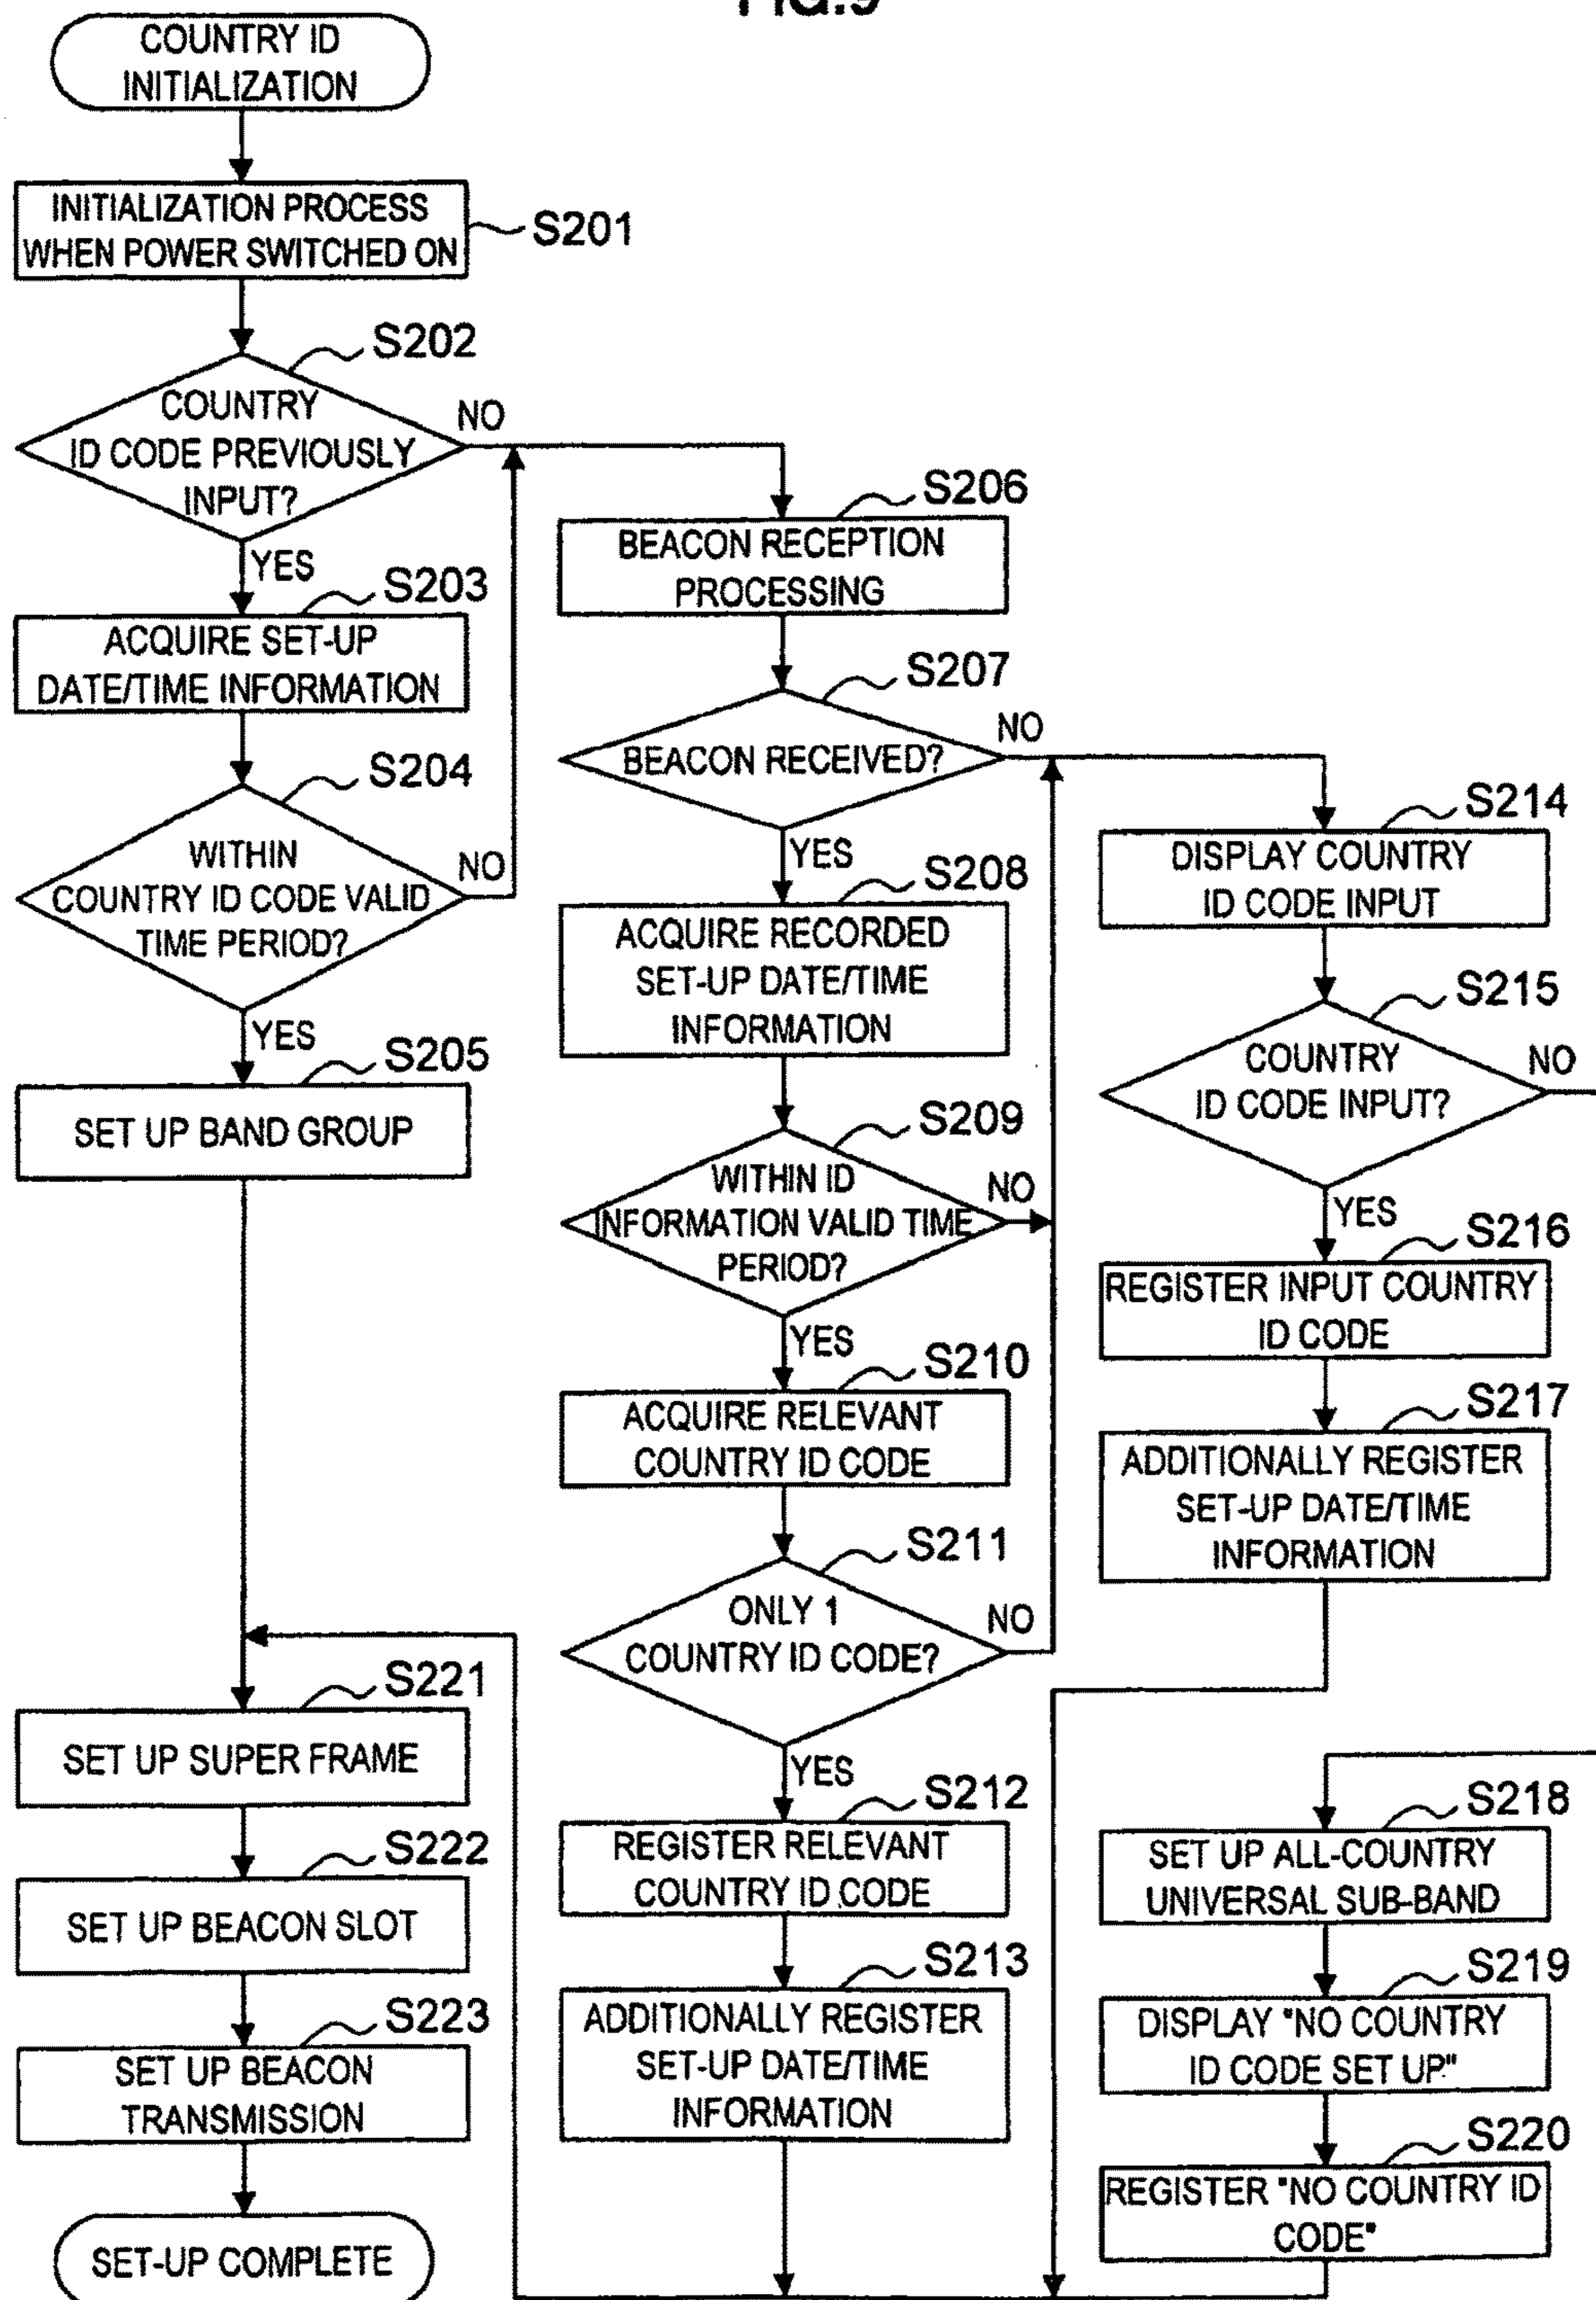 FIG.9
COUNTRY ID
INITIALIZATION
INITIALIZATION PROCESS
WHEN POWER SWITCHED ON
S201
S202
COUNTRY
ID CODE PREVIOUSLY
INPUT?
NO
YES
S203
ACQUIRE SET-UP
DATE/TIME INFORMATION
S204
WITHIN
COUNTRY ID CODE VALID
TIME PERIOD?
NO
YES
S205
SET UP BAND GROUP
S221
SET UP SUPER FRAME
S222
SET UP BEACON SLOT
S223
SET UP BEACON
TRANSMISSION
SET-UP COMPLETE
S206
BEACON RECEPTION
PROCESSING
S207
BEACON RECEIVED?
NO
YES
S208
ACQUIRE RECORDED
SET-UP DATE/TIME
INFORMATION
S209
WITHIN ID
INFORMATION VALID TIME
PERIOD?
NO
YES
S210
ACQUIRE RELEVANT
COUNTRY ID CODE
S211
ONLY 1
COUNTRY ID CODE?
NO
YES
S212
REGISTER RELEVANT
COUNTRY ID CODE
S213
ADDITIONALLY REGISTER
SET-UP DATE/TIME
INFORMATION
S214
DISPLAY COUNTRY
ID CODE INPUT
S215
COUNTRY
ID CODE INPUT?
NO
YES
S216
REGISTER INPUT COUNTRY
ID CODE
S217
ADDITIONALLY REGISTER
SET-UP DATE/TIME
INFORMATION
S218
SET UP ALL-COUNTRY
UNIVERSAL SUB-BAND
S219
DISPLAY "NO COUNTRY
ID CODE SET UP"
S220
REGISTER "NO COUNTRY ID
CODE"